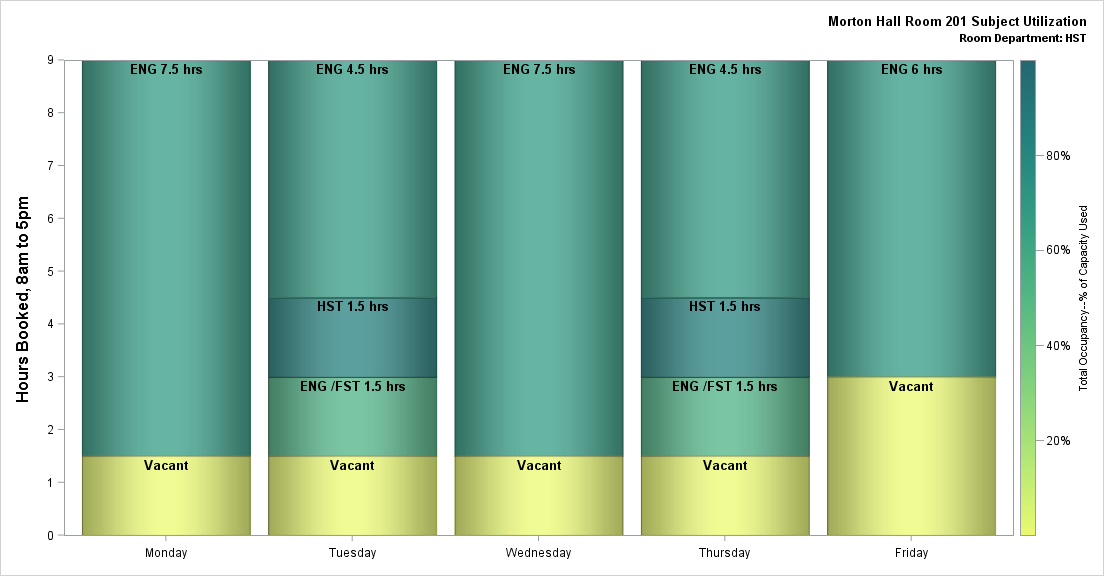 Morton Hall Room 201 Subject Utilization
Room Department: HST
Hours Booked, 8am to 5pm
9
8
7
6
5
4
3
2
1
0
ENG 7.5 hrs
Vacant
ENG 4.5 hrs
HST 1.5 hrs
ENG /FST 1.5 hrs
Vacant
ENG 7.5 hrs
Vacant
ENG 4.5 hrs
HST 1.5 hrs
ENG /FST 1.5 hrs
Vacant
ENG 6 hrs
Vacant
Monday
Tuesday
Wednesday
Thursday
Friday
80%
60%
40%
20%
Total Occupancy--% of Capacity Used